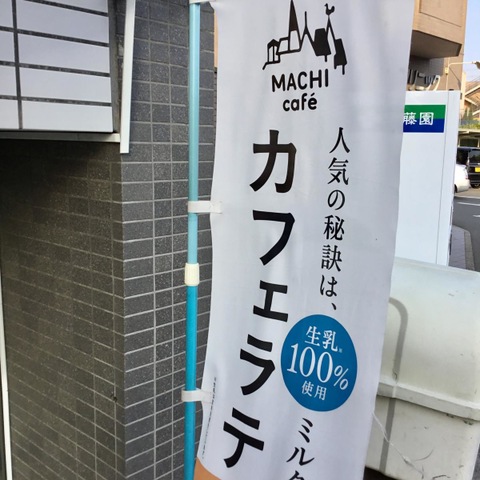 MACHI
café
人気の秘訣は、
生乳※
100%
使用
ミルク
カフェラテ
藤園